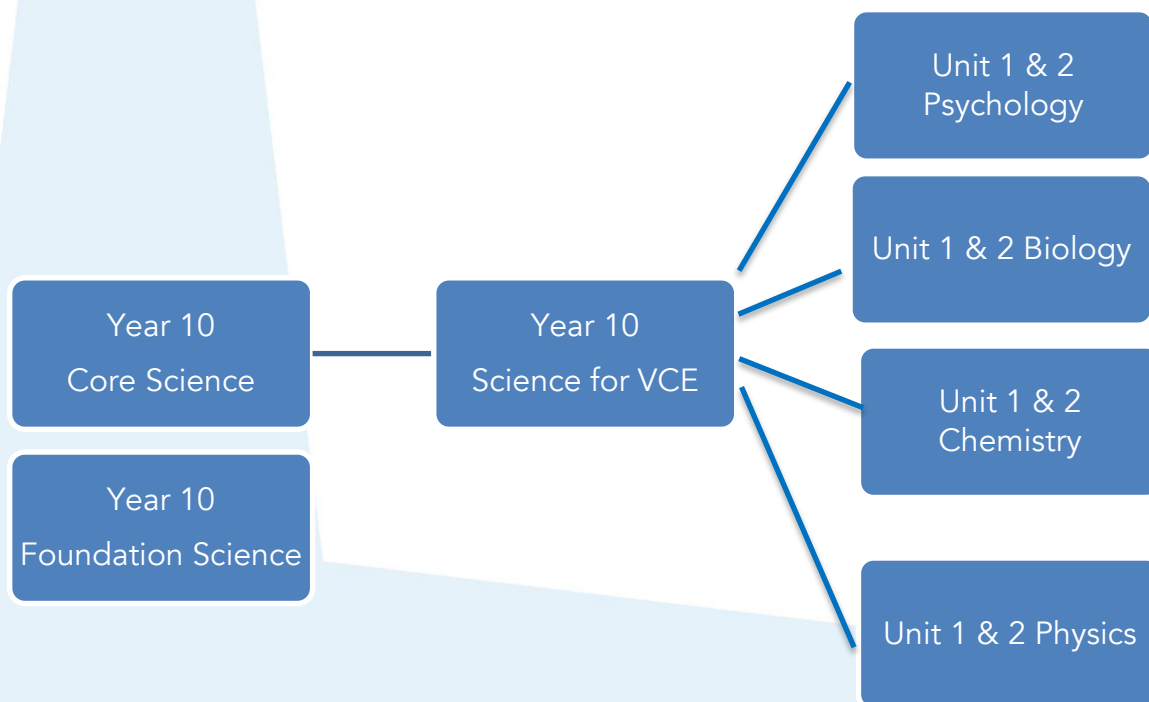 Year 10
Core Science
Year 10
Foundation Science
Year 10
Science for VCE
Unit 1 & 2
Psychology
Unit 1 & 2 Biology
Unit 1 & 2
Chemistry
Unit 1 & 2 Physics